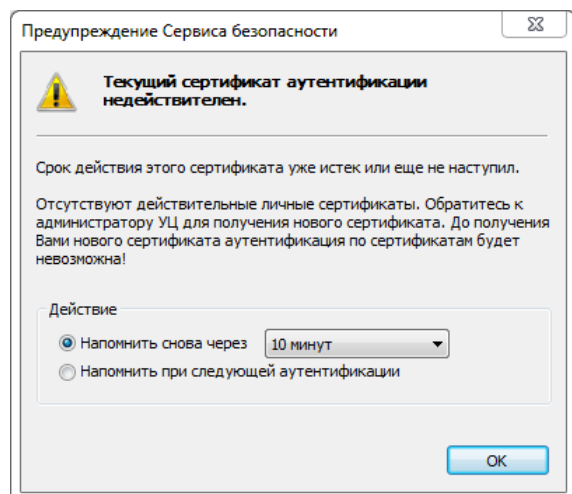 Предупреждение Сервиса безопасности
Текущий сертификат аутентификации
недействителен.
Срок действия этого сертификата уже истек или еще не наступил.
Отсутствуют действительные личные сертификаты. Обратитесь к
администратору УЦ для получения нового сертификата. До получения
Вами нового сертификата аутентификация по сертификатам будет
невозможна!
Действие
Напомнить снова через 10 минут
Напомнить при следующей аутентификации
OK